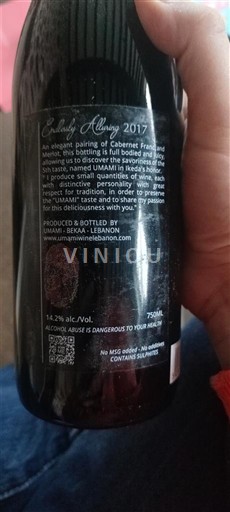 Endlessly Alluring 2017
An elegant pairing of Cabernet Franc and
Merlot, this bottling is full bodied and juicy,
allowing us to discover the savoriness of the
5th taste, named UMAMI in Ikeda's honor.
" I produce small quantities of wine, each
with distinctive personality with great
respect for tradition, in order to preserve
the "UMAMI" taste and to share my passion
for this deliciousness with you."
PRODUCED & BOTTLED BY
UMAMI - BEKAA - LEBANON
www.umamiwinelebanon.com
VINIOU
14.2% alc./Vol. 750ML
ALCOHOL ABUSE IS DANGEROUS TO YOUR HEALTH
No MSG added - No additives
CONTAINS SULPHITES